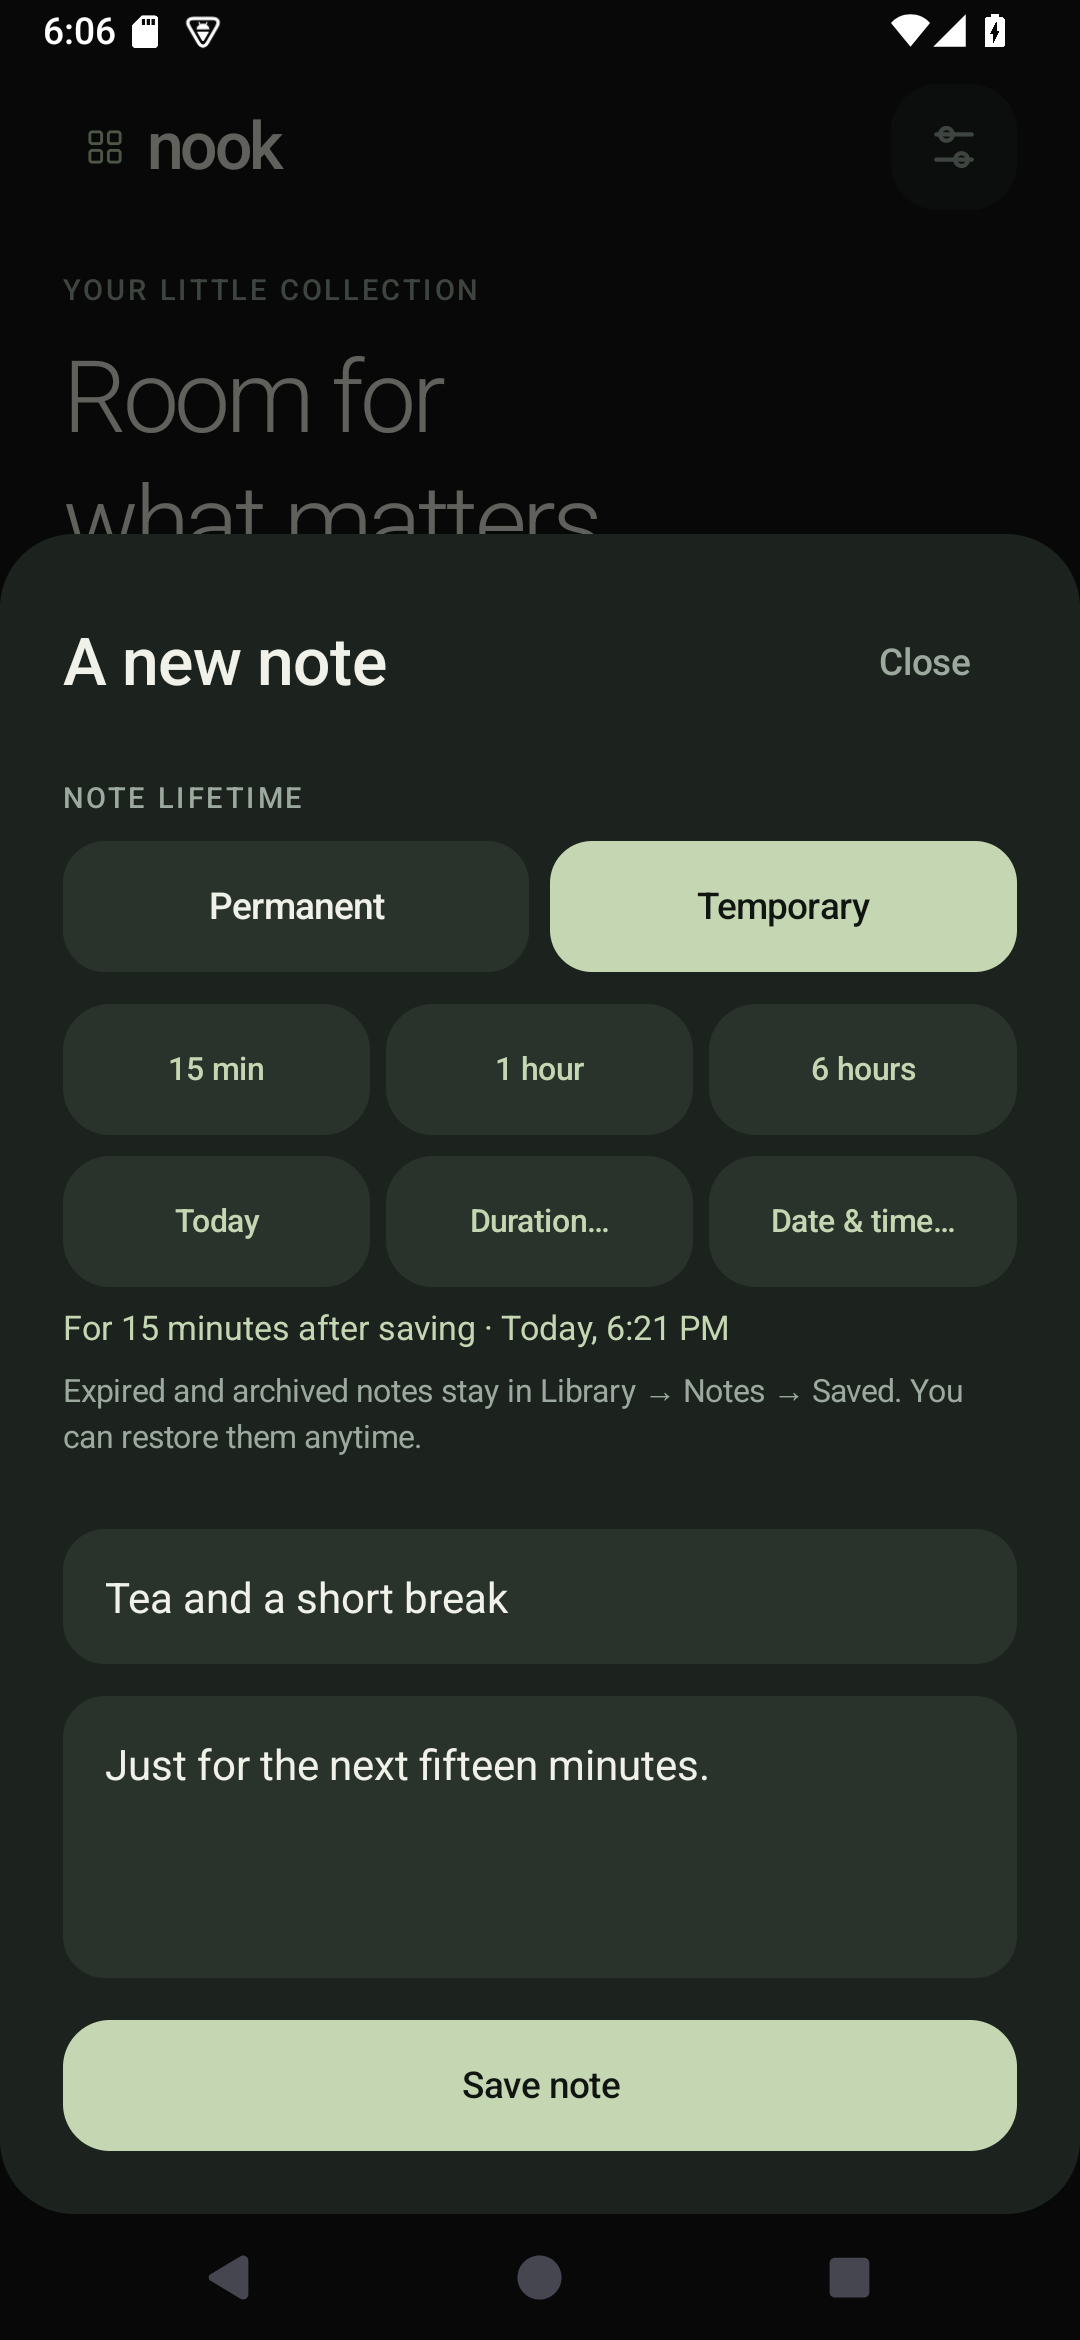 6:06
nook
YOUR LITTLE COLLECTION
Room for
what matters
A new note
Close
NOTE LIFETIME
Permanent
Temporary
15 min
1 hour
6 hours
Today
Duration...
Date & time...
For 15 minutes after saving · Today, 6:21 PM
Expired and archived notes stay in Library → Notes → Saved. You
can restore them anytime.
Tea and a short break
Just for the next fifteen minutes.
Save note